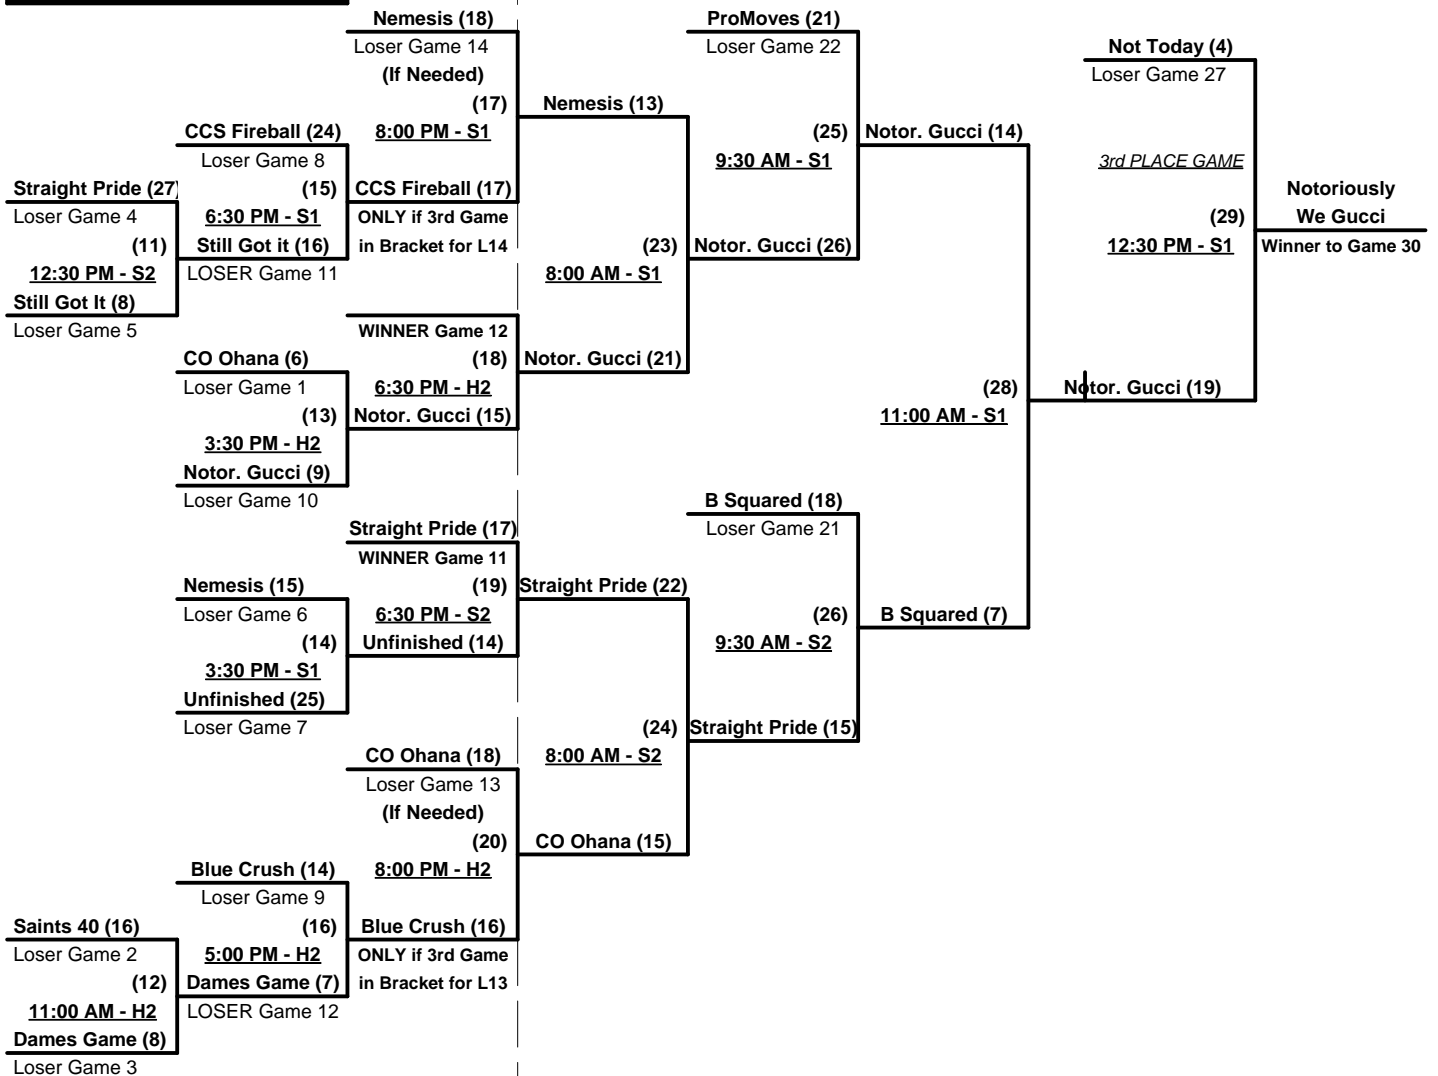 Nemesis (18)
Loser Game 14
(If Needed)
(17)
8:00 PM - S1
ProMoves (21)
Loser Game 22
Not Today (4)
Loser Game 27
Nemesis (13)
CCS Fireball (24)
Loser Game 8
(15)
6:30 PM - S1
(25)
9:30 AM - S1
Notor. Gucci (14)
3rd PLACE GAME
Straight Pride (27)
Loser Game 4
(11)
12:30 PM - S2
CCS Fireball (17)
ONLY if 3rd Game
in Bracket for L14
Notoriously
We Gucci
Winner to Game 30
(29)
12:30 PM - S1
Still Got it (16)
LOSER Game 11
(23)
8:00 AM - S1
Notor. Gucci (26)
Still Got It (8)
Loser Game 5
WINNER Game 12
(18)
6:30 PM - H2
Notor. Gucci (21)
CO Ohana (6)
Loser Game 1
(13)
3:30 PM - H2
Notor. Gucci (15)
(28)
11:00 AM - S1
Notor. Gucci (19)
Notor. Gucci (9)
Loser Game 10
B Squared (18)
Loser Game 21
Straight Pride (17)
WINNER Game 11
(19)
6:30 PM - S2
Straight Pride (22)
Nemesis (15)
Loser Game 6
(14)
3:30 PM - S1
Unfinished (14)
(26)
9:30 AM - S2
B Squared (7)
Unfinished (25)
Loser Game 7
(24)
8:00 AM - S2
Straight Pride (15)
CO Ohana (18)
Loser Game 13
(If Needed)
(20)
8:00 PM - H2
CO Ohana (15)
Blue Crush (14)
Loser Game 9
(16)
5:00 PM - H2
Saints 40 (16)
Loser Game 2
(12)
11:00 AM - H2
Blue Crush (16)
ONLY if 3rd Game
in Bracket for L13
Dames Game (7)
LOSER Game 12
Dames Game (8)
Loser Game 3